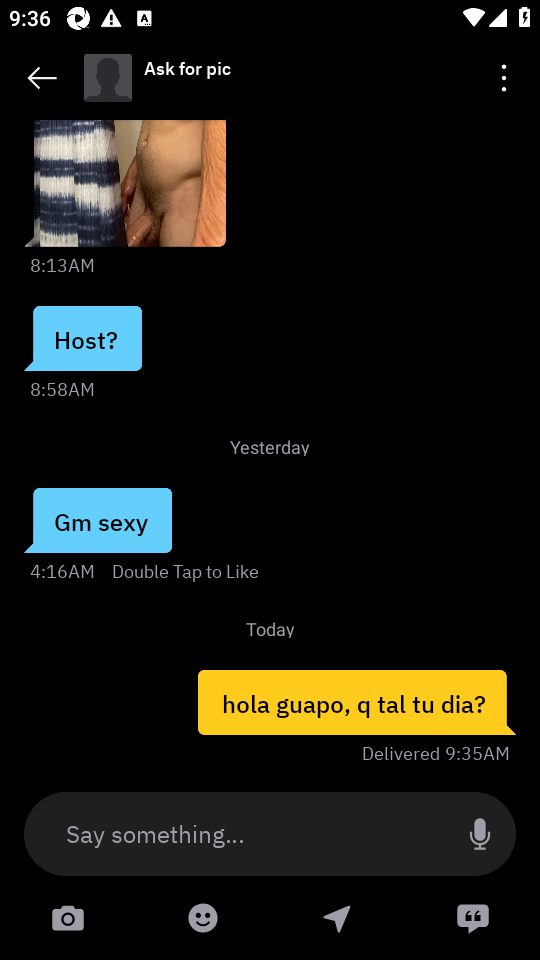 9:36
Ask for pic
8:13AM
Host?
8:58AM
Yesterday
Gm sexy
4:16AM Double Tap to Like
Today
hola guapo, q tal tu dia?
Delivered 9:35AM
Say something...